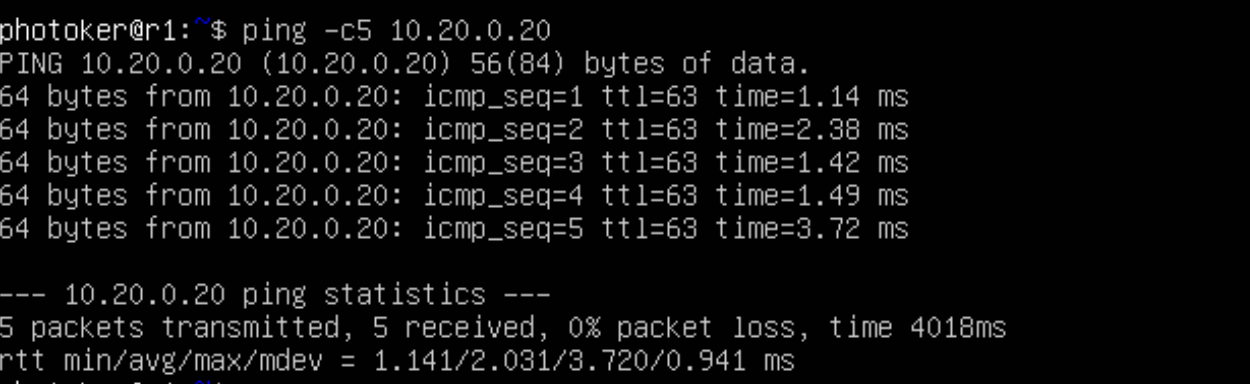 photoker@r1:~$ ping -c5 10.20.0.20
PING 10.20.0.20 (10.20.0.20) 56(84) bytes of data.
64 bytes from 10.20.0.20: icmp_seq=1 ttl=63 time=1.14 ms
64 bytes from 10.20.0.20: icmp_seq=2 ttl=63 time=2.38 ms
64 bytes from 10.20.0.20: icmp_seq=3 ttl=63 time=1.42 ms
64 bytes from 10.20.0.20: icmp_seq=4 ttl=63 time=1.49 ms
64 bytes from 10.20.0.20: icmp_seq=5 ttl=63 time=3.72 ms
--- 10.20.0.20 ping statistics ---
5 packets transmitted, 5 received, 0% packet loss, time 4018ms
rtt min/avg/max/mdev = 1.141/2.031/3.720/0.941 ms